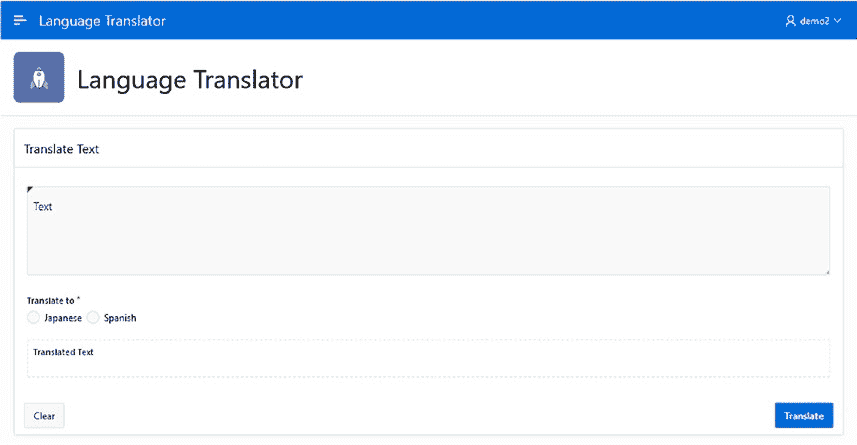 Language Translator
demo2
Language Translator
Translate Text
Text
Translate to *
Japanese Spanish
Translated Text
Clear Translate